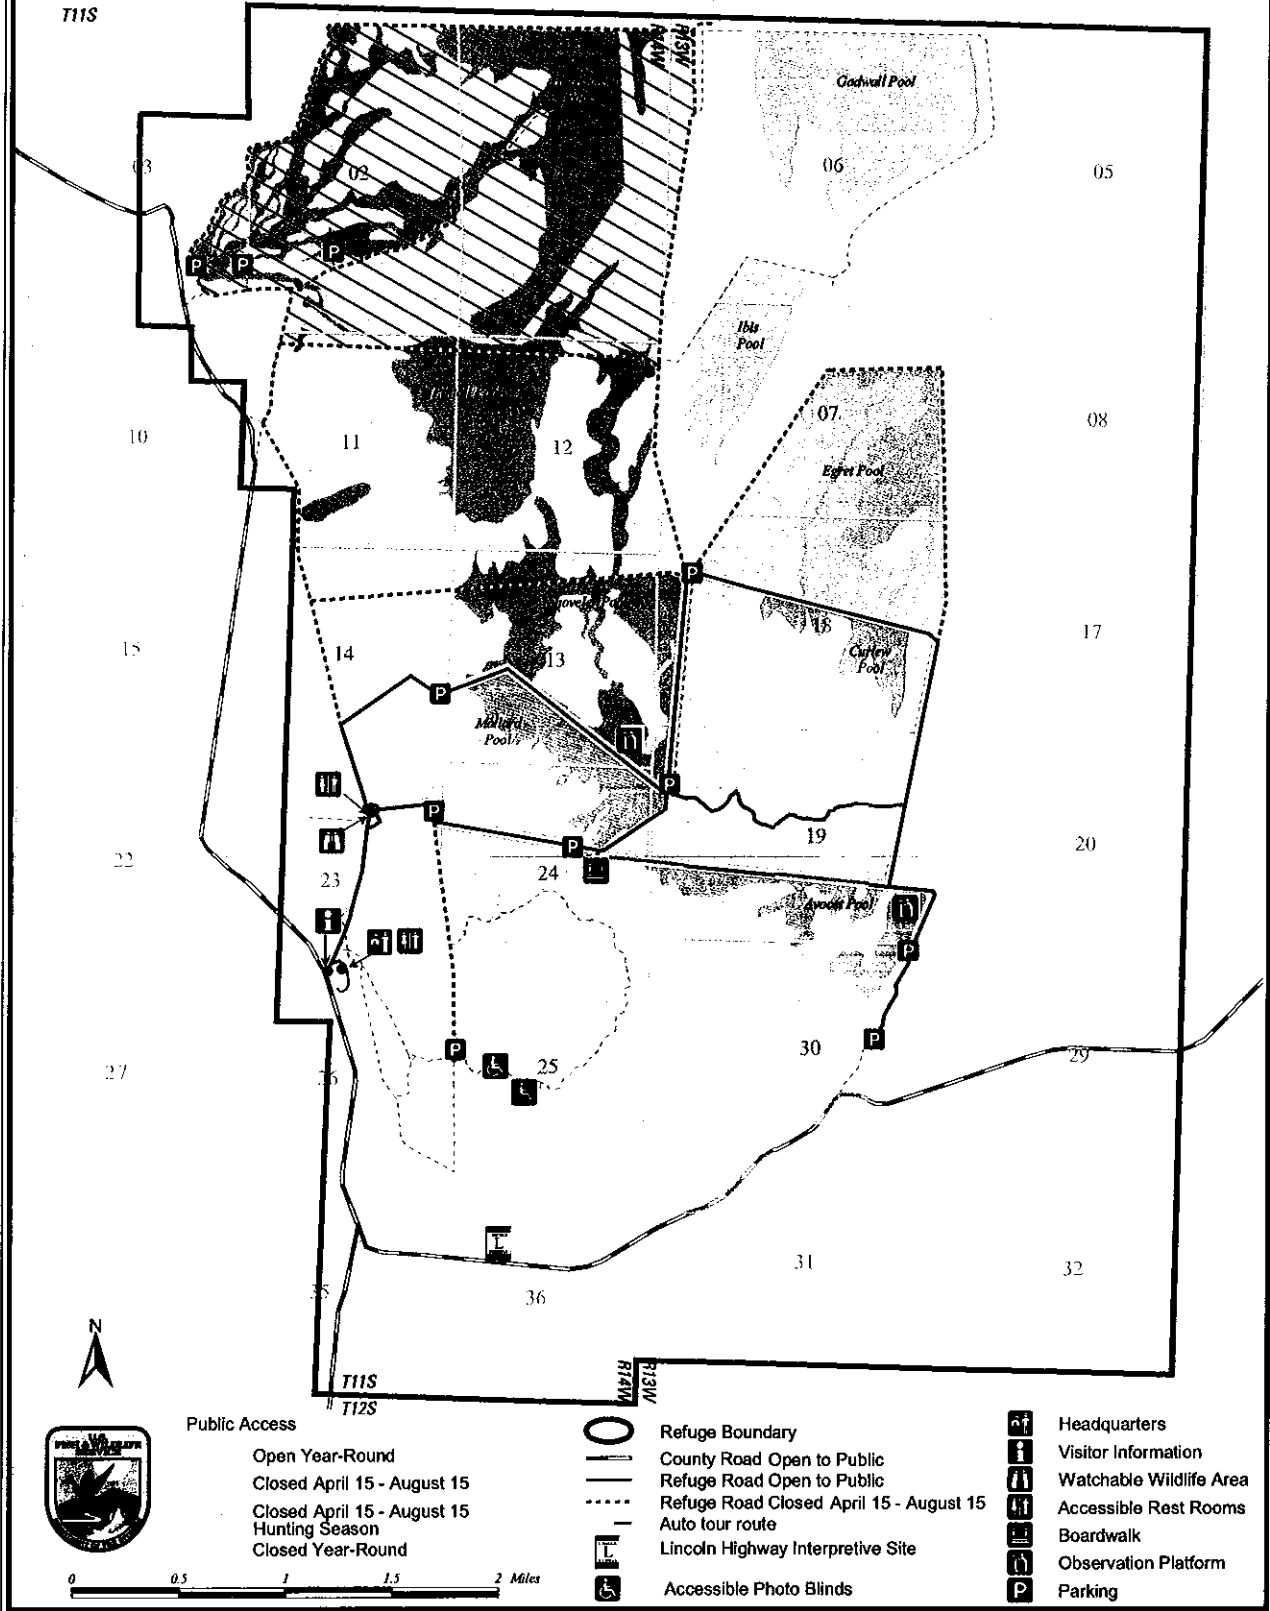 T11S
R14W R13W
Gadwall Pool
03
02
06
05
P
P
P
Ibis
Pool
07
08
10
11
12
Egret Pool
P
18
17
15
14
13
Curlew
Pool
P
Mallard
Pool
P
P
19
20
P
22
23
24
Avocet Pool
P
P
30
29
27
26
P
25
L
31
32
35
36
N
T11S
T12S
R14W R13W
U.S.
FISH & WILDLIFE
SERVICE
Public Access
Open Year-Round
Closed April 15 - August 15
Closed April 15 - August 15
Hunting Season
Closed Year-Round
0 0.5 1 1.5 2 Miles
Refuge Boundary
County Road Open to Public
Refuge Road Open to Public
Refuge Road Closed April 15 - August 15
Auto tour route
L Lincoln Highway Interpretive Site
Accessible Photo Blinds
Headquarters
Visitor Information
Watchable Wildlife Area
Accessible Rest Rooms
Boardwalk
Observation Platform
P Parking